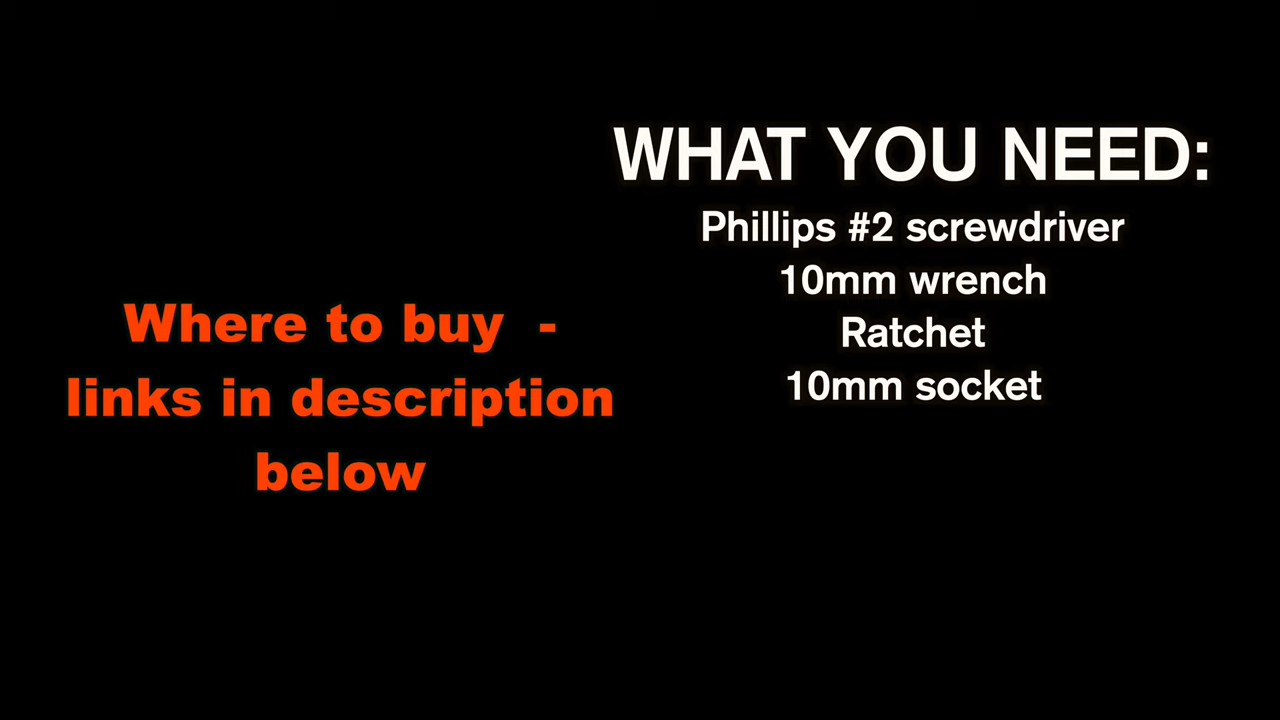 WHAT YOU NEED:
Phillips #2 screwdriver
10mm wrench
Ratchet
10mm socket
Where to buy  -
links in description
below